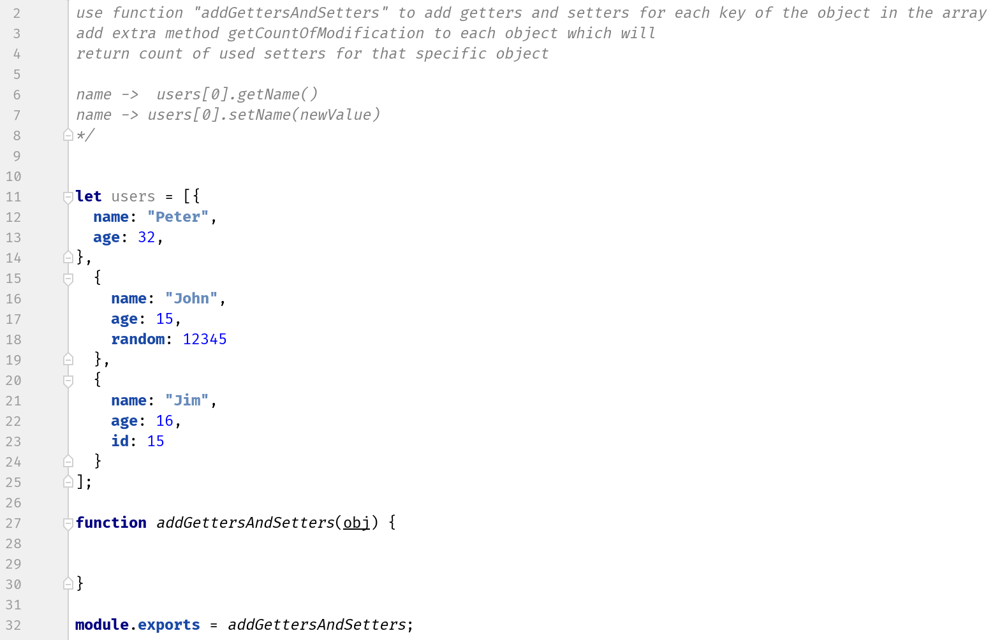 2 use function "addGettersAndSetters" to add getters and setters for each key of the object in the array
3 add extra method getCountOfModification to each object which will
4 return count of used setters for that specific object
5
6 name ->  users[0].getName()
7 name -> users[0].setName(newValue)
8 */
9
10
11 let users = [{
12   name: "Peter",
13   age: 32,
14 },
15   {
16     name: "John",
17     age: 15,
18     random: 12345
19   },
20   {
21     name: "Jim",
22     age: 16,
23     id: 15
24   }
25 ];
26
27 function addGettersAndSetters(obj) {
28
29
30 }
31
32 module.exports = addGettersAndSetters;